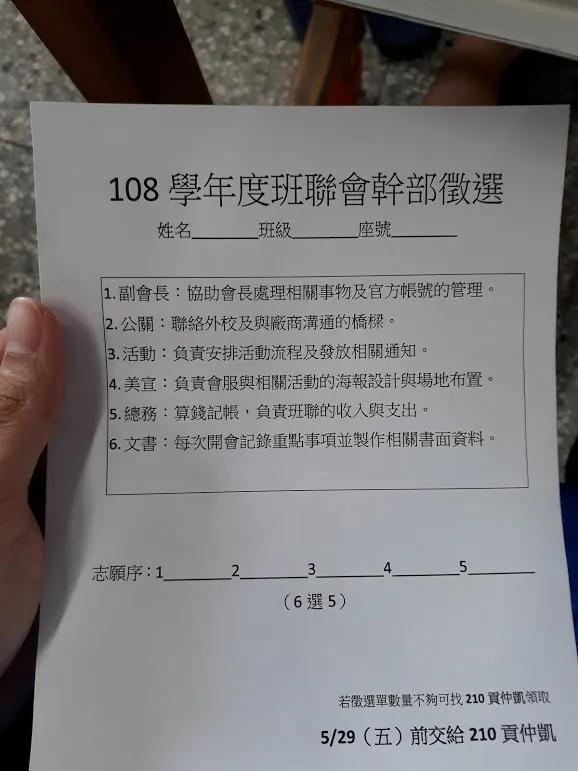 108 學年度班聯會幹部徵選
姓名_______班級_______座號_______
1. 副會長：協助會長處理相關事物及官方帳號的管理。
2. 公關：聯絡外校及與廠商溝通的橋樑。
3. 活動：負責安排活動流程及發放相關通知。
4. 美宣：負責會服與相關活動的海報設計與場地布置。
5. 總務：算錢記帳，負責班聯的收入與支出。
6. 文書：每次開會記錄重點事項並製作相關書面資料。
志願序：1_______2_______3_______4_______5_______
（6 選 5）
若徵選單數量不夠可找 210 貢仲凱領取
5/29（五）前交給 210 貢仲凱